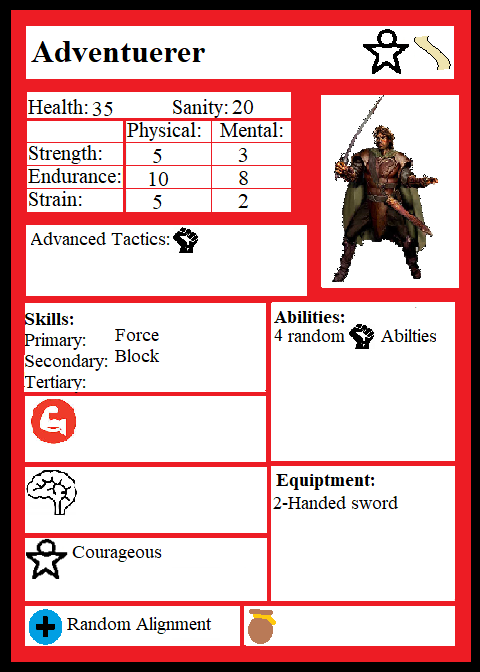 Adventuerer
Health: 35 Sanity: 20
Physical: Mental:
Strength: 5 3
Endurance: 10 8
Strain: 5 2
Advanced Tactics:
Skills:
Primary: Force
Secondary: Block
Tertiary:
Abilities:
4 random Abilties
Equiptment:
2-Handed sword
Courageous
Random Alignment